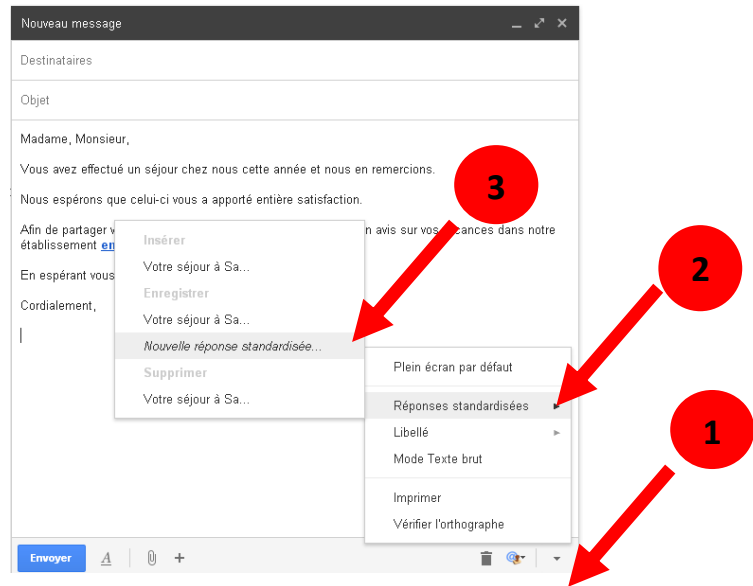 Nouveau message
Destinataires
Objet
Madame, Monsieur,
Vous avez effectué un séjour chez nous cette année et nous en remercions.
Nous espérons que celui-ci vous a apporté entière satisfaction.
Afin de partager
n avis sur vos
cances dans notre
établissement en
En espérant vous
Cordialement,
Insérer
Votre séjour à Sa...
Enregistrer
Votre séjour à Sa...
Nouvelle réponse standardisée...
Supprimer
Votre séjour à Sa...
Plein écran par défaut
Réponses standardisées
Libellé
Mode Texte brut
Imprimer
Vérifier l'orthographe
3
2
1
Envoyer A